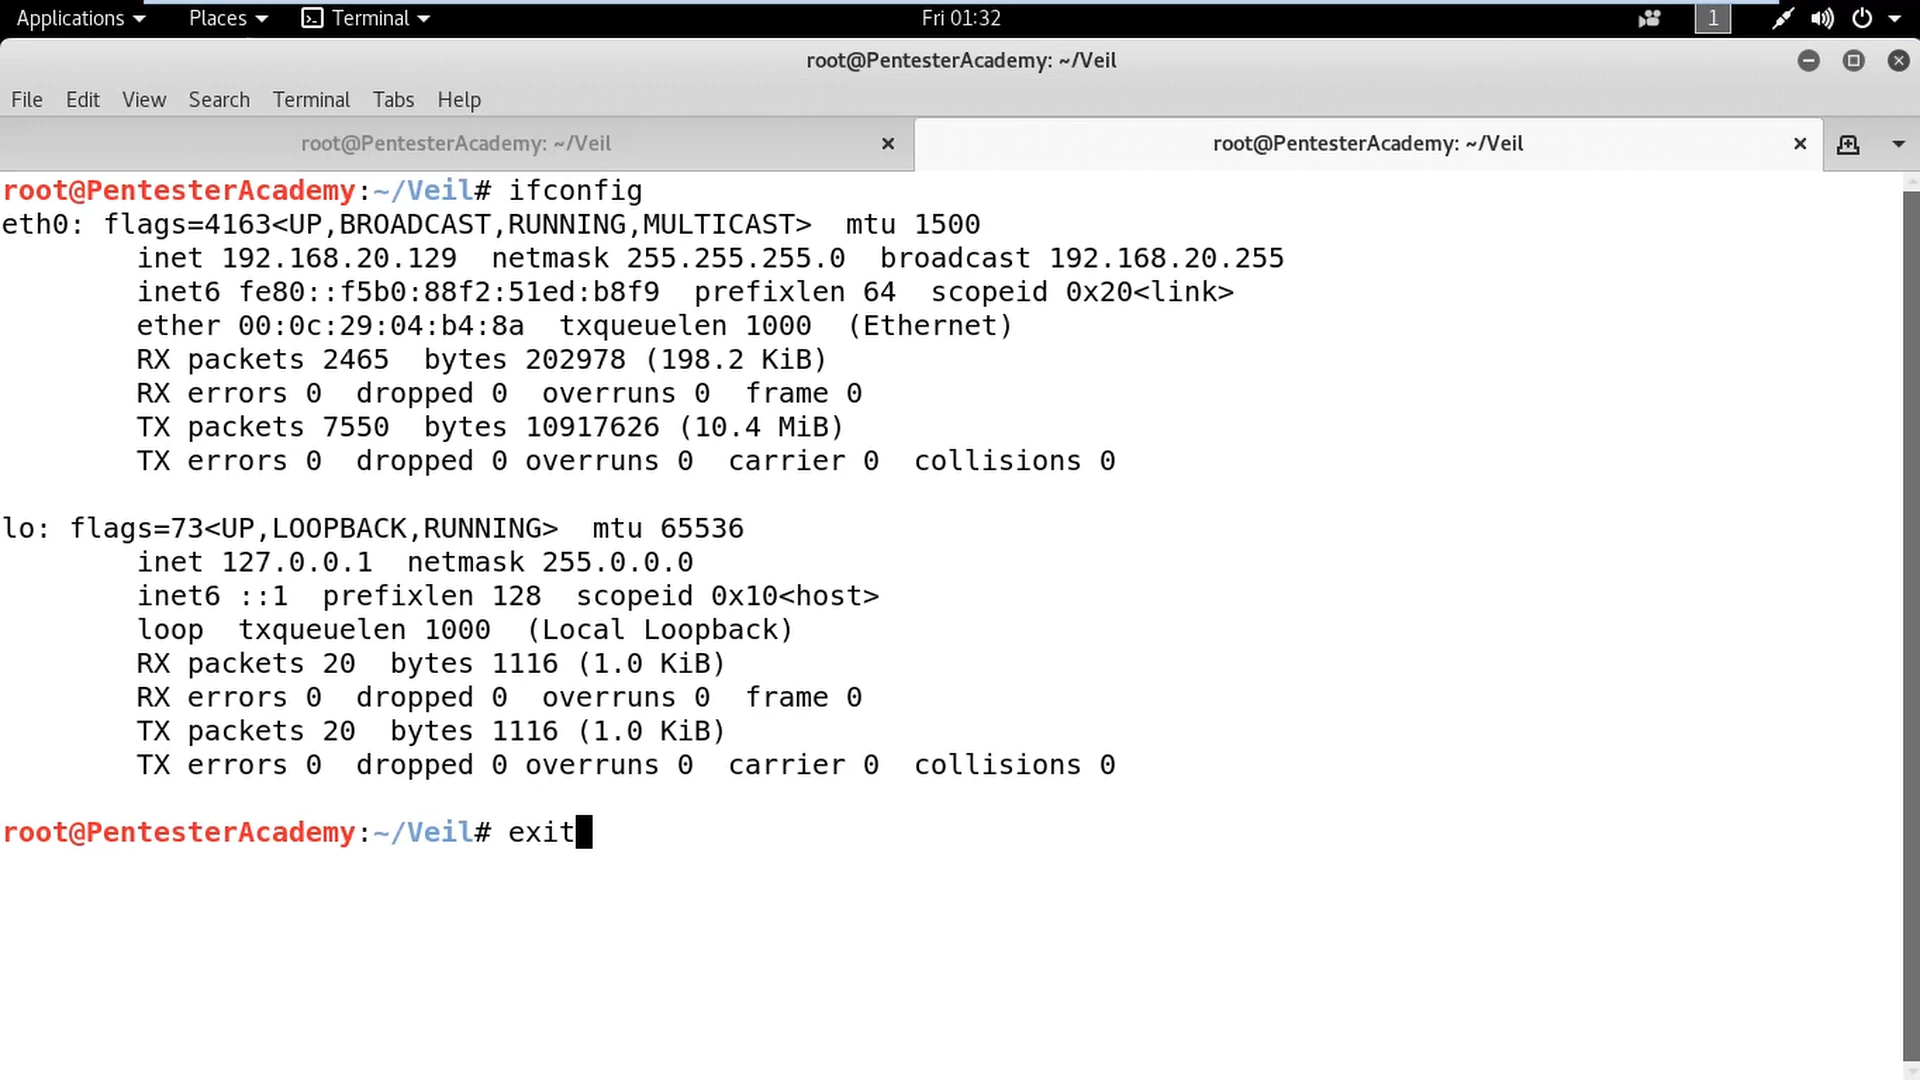 Applications Places Terminal Fri 01:32 1
root@PentesterAcademy: ~/Veil
File Edit View Search Terminal Tabs Help
root@PentesterAcademy: ~/Veil root@PentesterAcademy: ~/Veil
root@PentesterAcademy:~/Veil# ifconfig
eth0: flags=4163<UP,BROADCAST,RUNNING,MULTICAST>  mtu 1500
        inet 192.168.20.129  netmask 255.255.255.0  broadcast 192.168.20.255
        inet6 fe80::f5b0:88f2:51ed:b8f9  prefixlen 64  scopeid 0x20<link>
        ether 00:0c:29:04:b4:8a  txqueuelen 1000  (Ethernet)
        RX packets 2465  bytes 202978 (198.2 KiB)
        RX errors 0  dropped 0  overruns 0  frame 0
        TX packets 7550  bytes 10917626 (10.4 MiB)
        TX errors 0  dropped 0 overruns 0  carrier 0  collisions 0
lo: flags=73<UP,LOOPBACK,RUNNING>  mtu 65536
        inet 127.0.0.1  netmask 255.0.0.0
        inet6 ::1  prefixlen 128  scopeid 0x10<host>
        loop  txqueuelen 1000  (Local Loopback)
        RX packets 20  bytes 1116 (1.0 KiB)
        RX errors 0  dropped 0  overruns 0  frame 0
        TX packets 20  bytes 1116 (1.0 KiB)
        TX errors 0  dropped 0 overruns 0  carrier 0  collisions 0
root@PentesterAcademy:~/Veil# exit